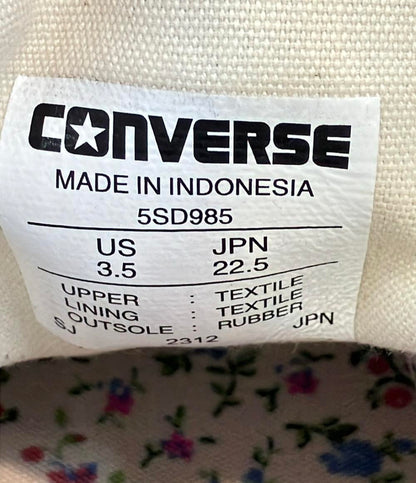 CONVERSE
MADE IN INDONESIA
5SD985
US JPN
3.5 22.5
UPPER : TEXTILE
LINING : TEXTILE
OUTSOLE : RUBBER
SJ 2312 JPN